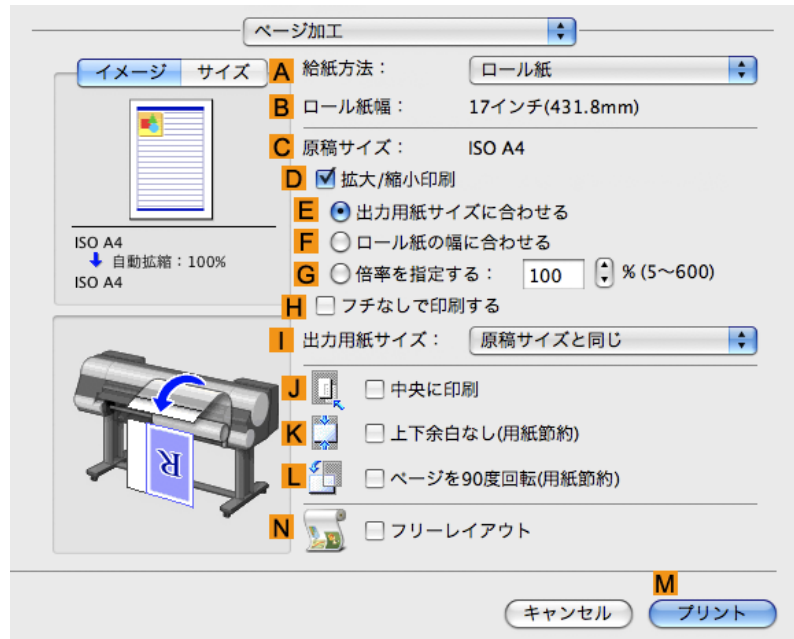 ページ加工
イメージ サイズ
A 給紙方法： ロール紙
B ロール紙幅： 17インチ(431.8mm)
C 原稿サイズ： ISO A4
D 拡大/縮小印刷
E 出力用紙サイズに合わせる
F ロール紙の幅に合わせる
G 倍率を指定する： 100 % (5〜600)
H フチなしで印刷する
I 出力用紙サイズ： 原稿サイズと同じ
ISO A4
自動拡縮：100%
ISO A4
R
J 中央に印刷
K 上下余白なし(用紙節約)
L ページを90度回転(用紙節約)
N フリーレイアウト
M
キャンセル プリント